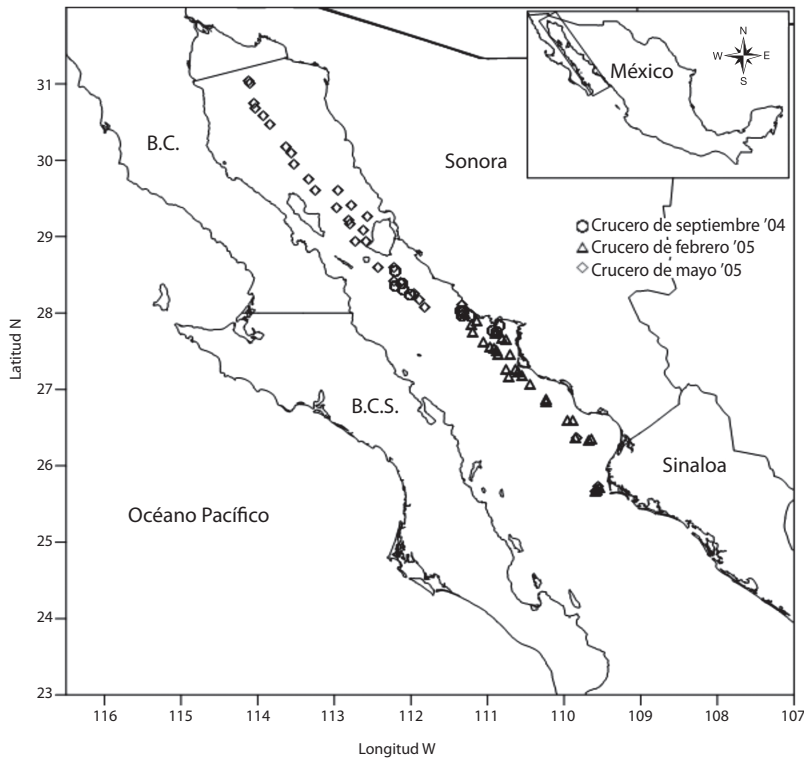 México
N
W E
S
B.C.
Sonora
Crucero de septiembre '04
Crucero de febrero '05
Crucero de mayo '05
B.C.S.
Sinaloa
Océano Pacífico
Latitud N
31
30
29
28
27
26
25
24
23
116 115 114 113 112 111 110 109 108 107
Longitud W